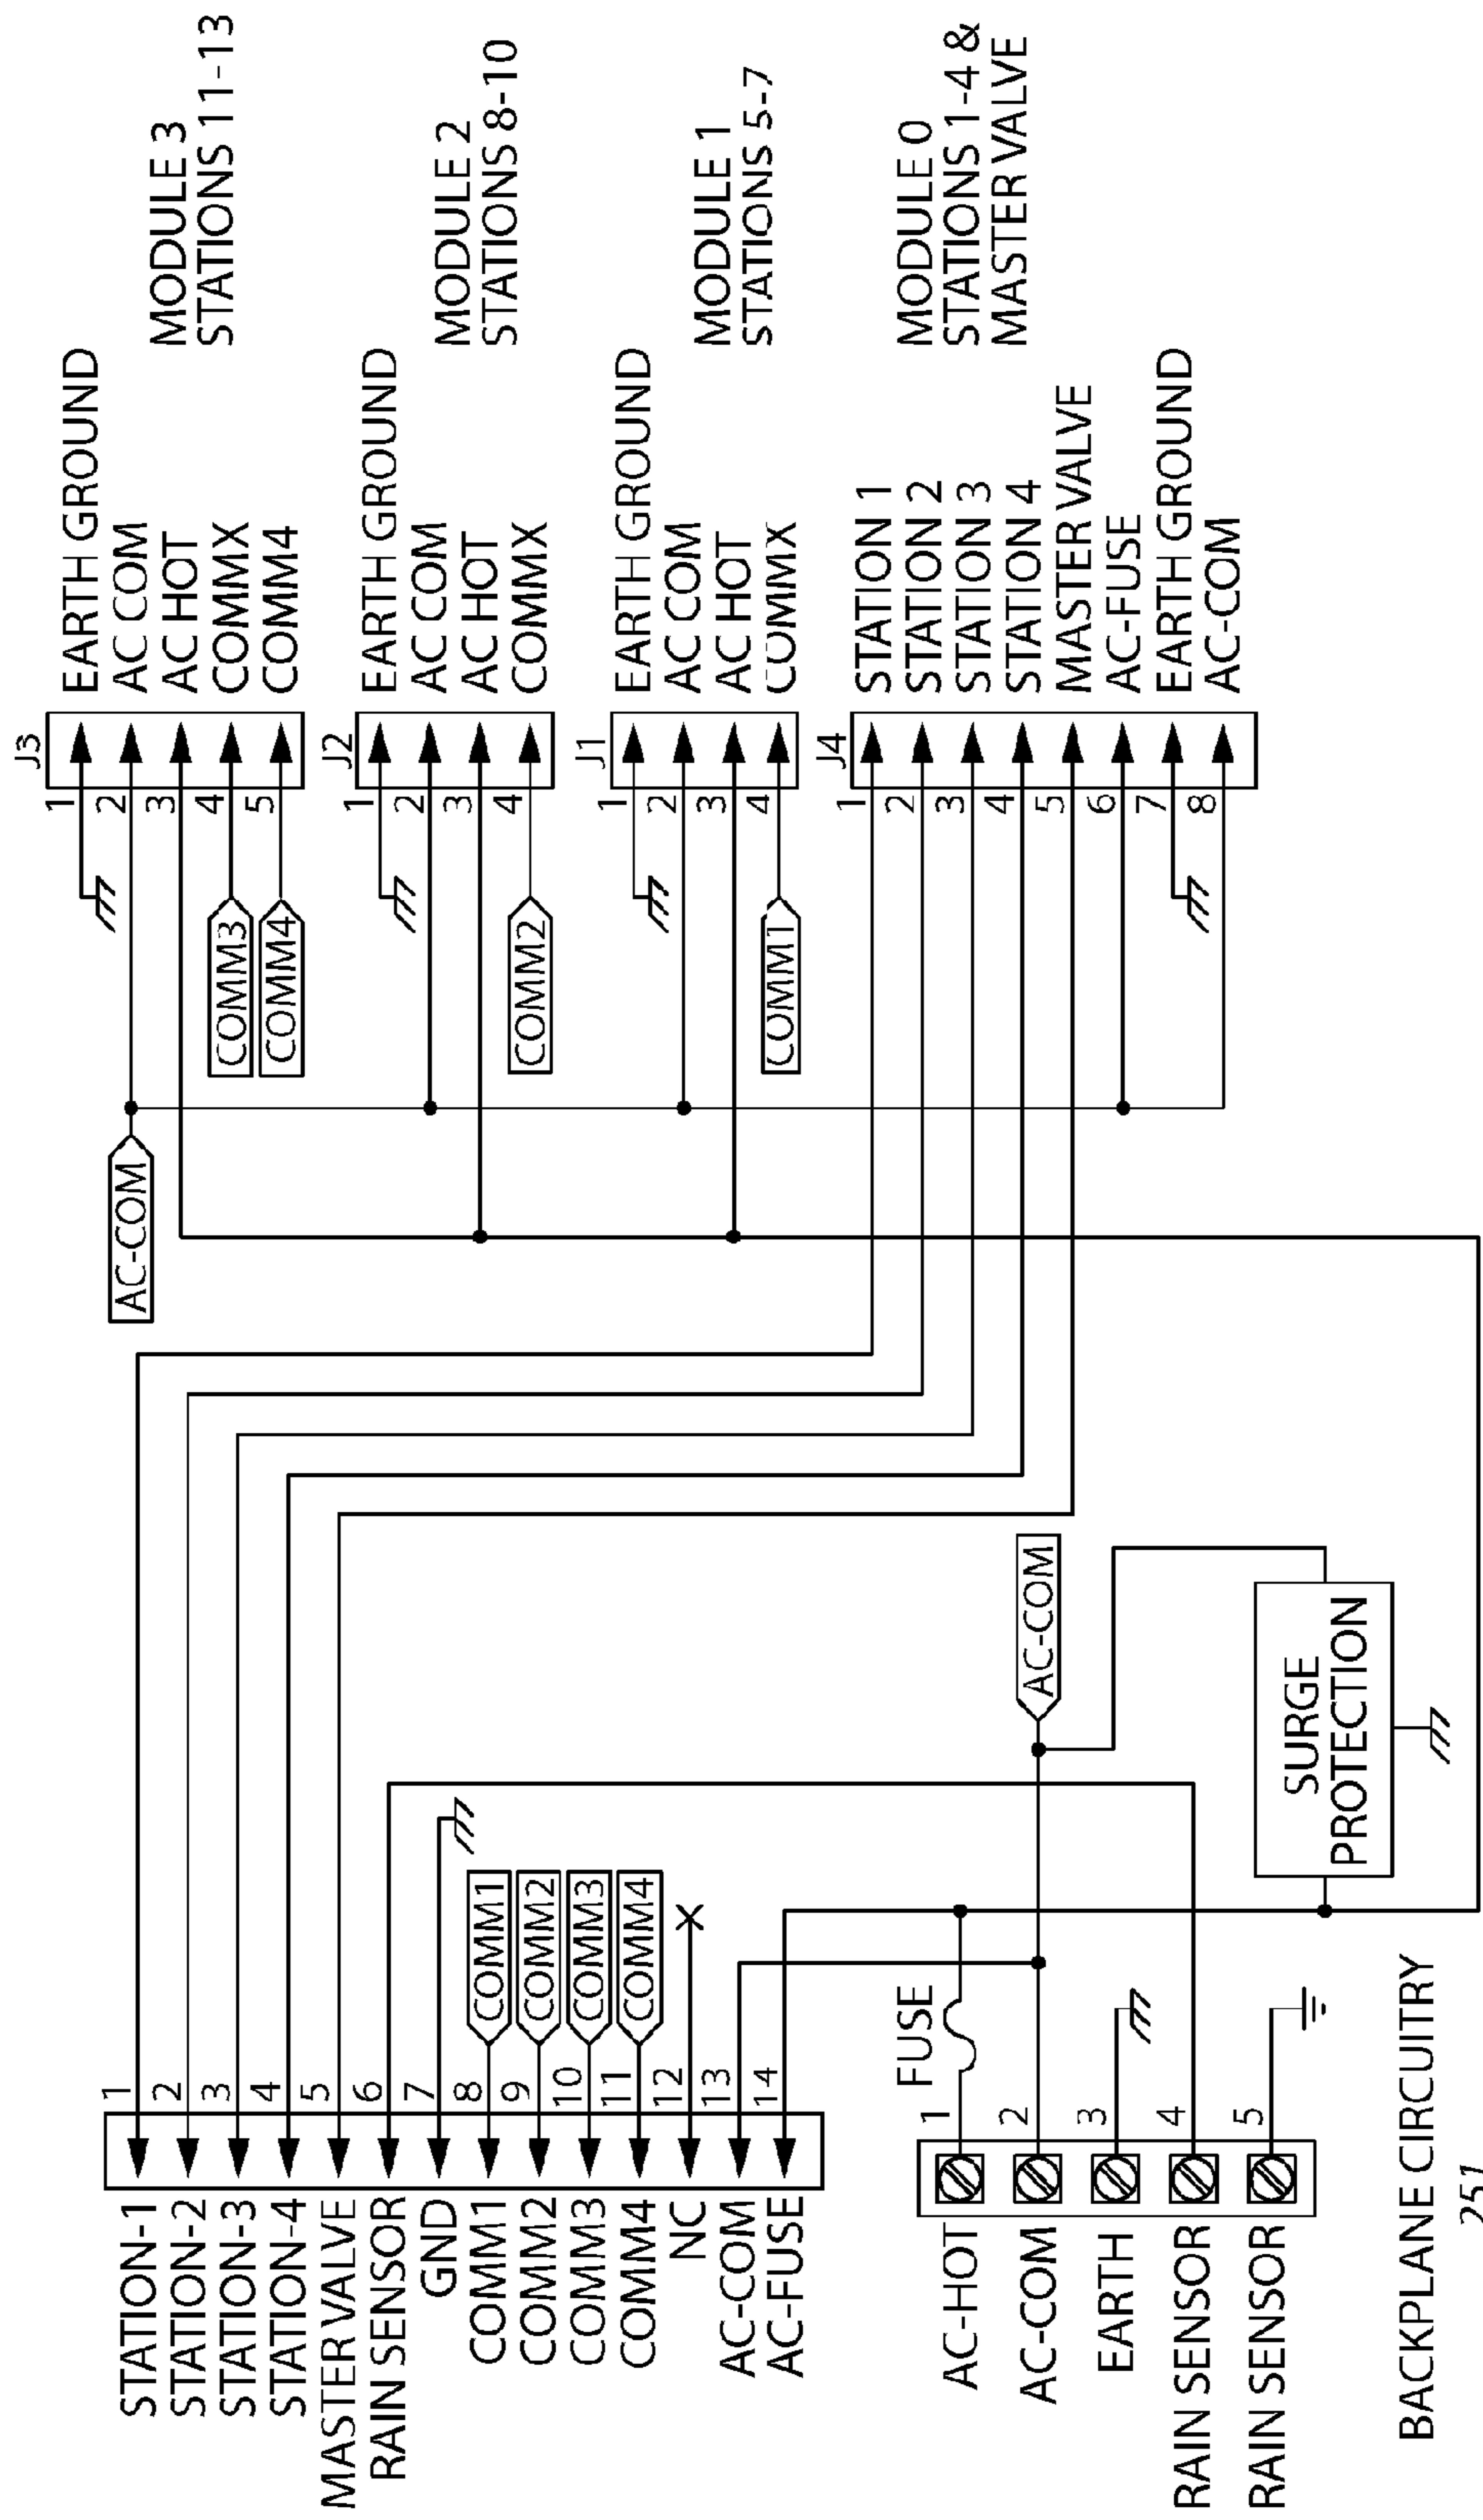 STATION-1
STATION-2
STATION-3
STATION-4
MASTERVALVE
RAIN SENSOR
GND
COMM1
COMM2
COMM3
COMM4
NC
AC-COM
AC-FUSE
1
2
3
4
5
6
7
8
9
10
11
12
13
14
COMM1
COMM2
COMM3
COMM4
AC-HOT
AC-COM
EARTH
RAIN SENSOR
RAIN SENSOR
1
2
3
4
5
FUSE
AC-COM
SURGE
PROTECTION
AC-COM
COMM3
COMM4
COMM2
COMM1
J3
1
2
3
4
5
EARTH GROUND
AC COM
AC HOT
COMMX
COMM4
MODULE 3
STATIONS 11-13
J2
1
2
3
4
EARTH GROUND
AC COM
AC HOT
COMMX
MODULE 2
STATIONS 8-10
J1
1
2
3
4
EARTH GROUND
AC COM
AC HOT
COMMX
MODULE 1
STATIONS 5-7
J4
1
2
3
4
5
6
7
8
STATION 1
STATION 2
STATION 3
STATION 4
MASTER VALVE
AC-FUSE
EARTH GROUND
AC-COM
MODULE 0
STATIONS 1-4 &
MASTER VALVE
BACKPLANE CIRCUITRY
251